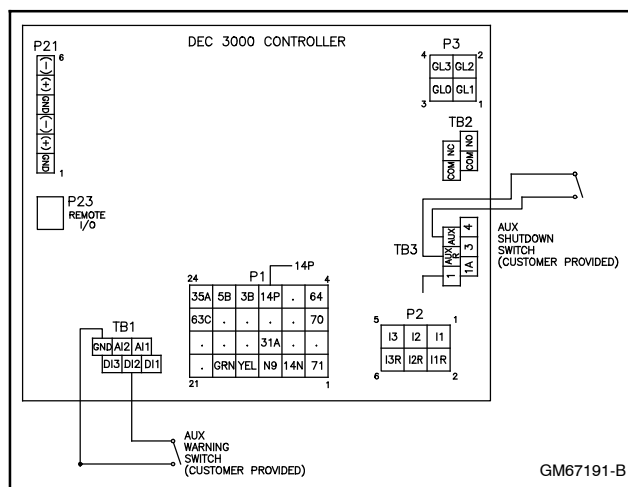 DEC 3000 CONTROLLER
P21
6
(-)
(+)
GND
(-)
(+)
GND
1
P23
REMOTE
I/O
P3
4 2
GL3 GL2
GL0 GL1
3 1
TB2
COM NC
COM NO
TB3
AUX AUX 4
R 3
1 1A
AUX
SHUTDOWN
SWITCH
(CUSTOMER PROVIDED)
14P
24 P1 4
35A 5B 3B 14P . 64
63C . . . . 70
. . . 31A . .
. GRN YEL N9 14N 71
21 1
P2
5 1
I3 I2 I1
I3R I2R I1R
6 2
TB1
GND AI2 AI1
DI3 DI2 DI1
AUX
WARNING
SWITCH
(CUSTOMER PROVIDED)
GM67191-B